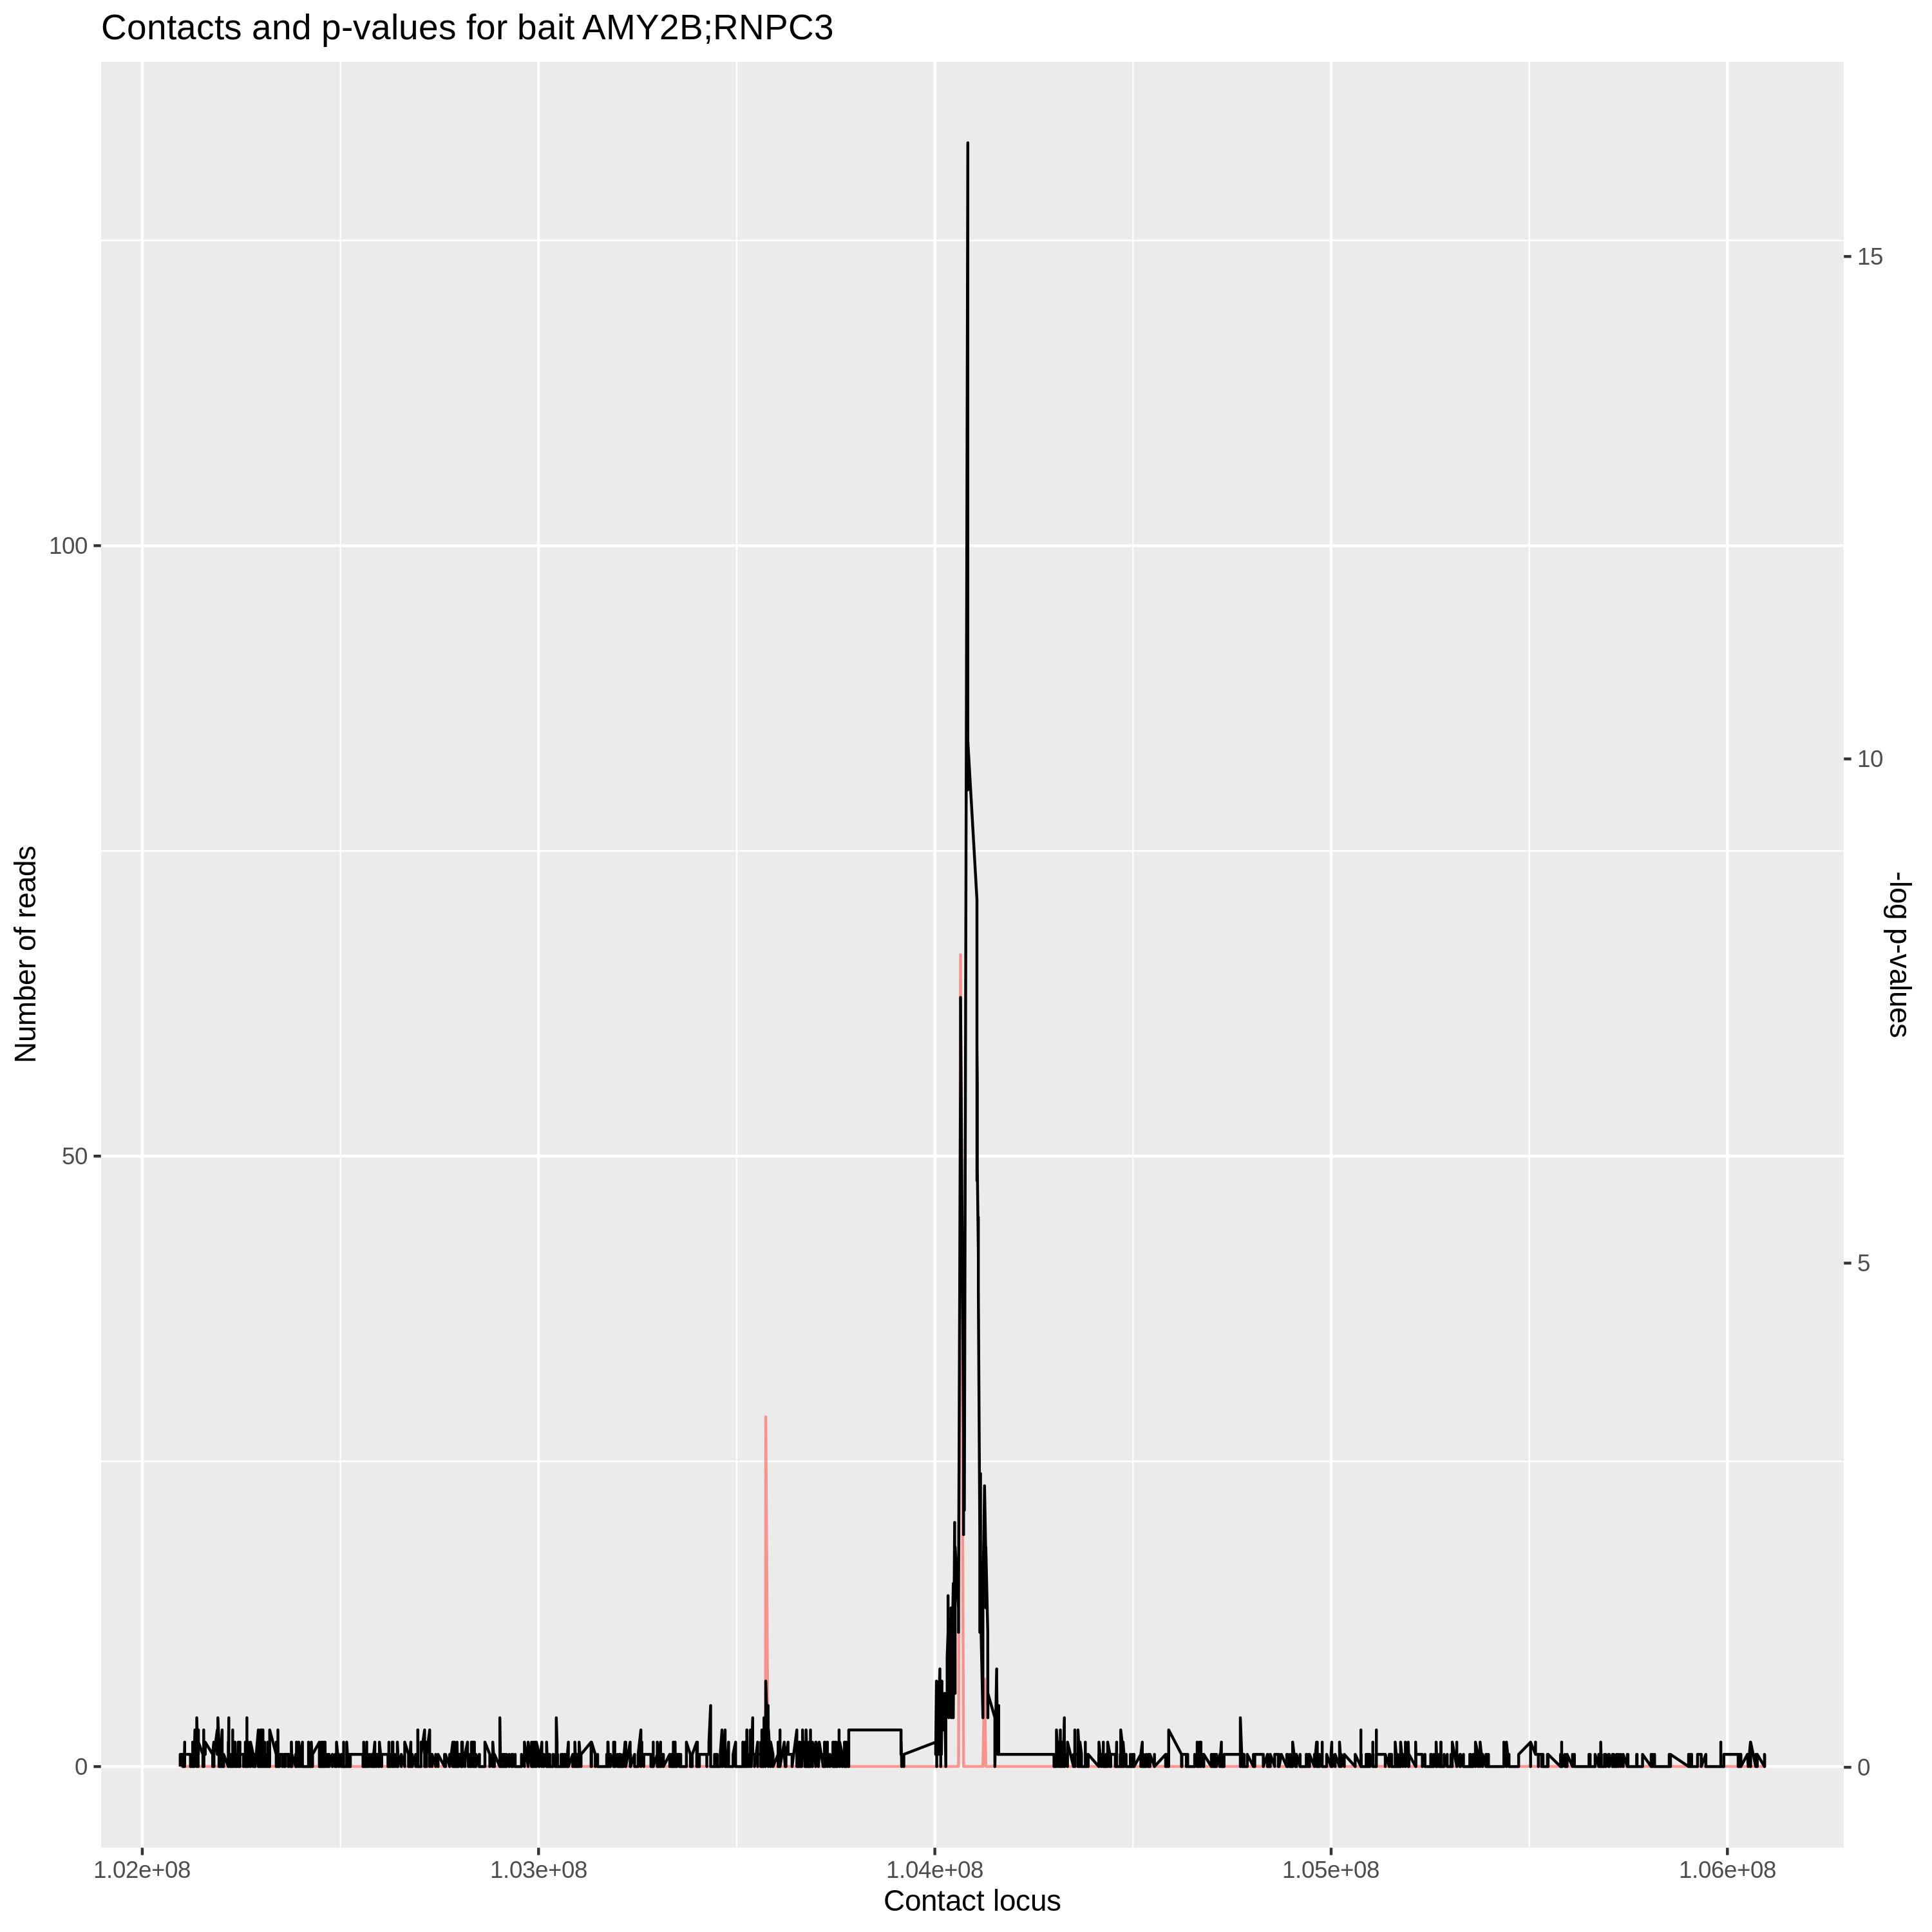 Contacts and p-values for bait AMY2B;RNPC3
Number of reads
100
50
0
15
10
5
0
-log p-values
1.02e+08
1.03e+08
1.04e+08
1.05e+08
1.06e+08
Contact locus